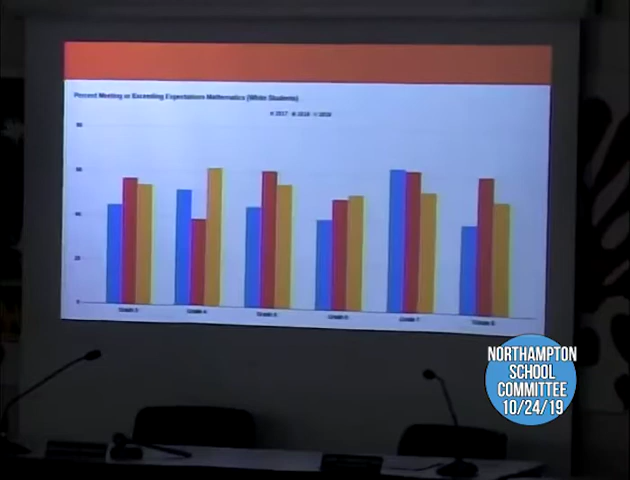 Percent Meeting or Exceeding Expectations Mathematics (White Students)
2017 2018 2019
80
60
40
20
0
Grade 3 Grade 4 Grade 5 Grade 6 Grade 7 Grade 8
NORTHAMPTON
SCHOOL
COMMITTEE
10/24/19